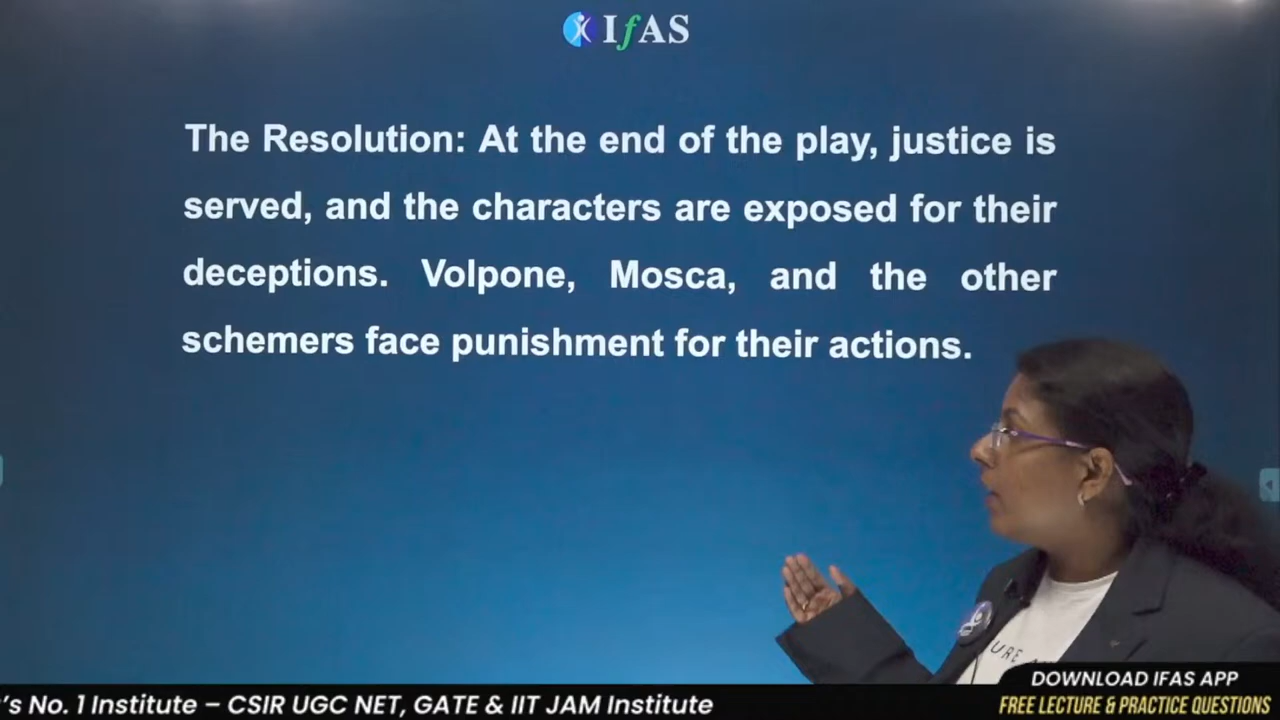 IfAS
The Resolution: At the end of the play, justice is
served, and the characters are exposed for their
deceptions. Volpone, Mosca, and the other
schemers face punishment for their actions.
URE
DOWNLOAD IFAS APP
's No. 1 Institute – CSIR UGC NET, GATE & IIT JAM Institute
FREE LECTURE & PRACTICE QUESTIONS